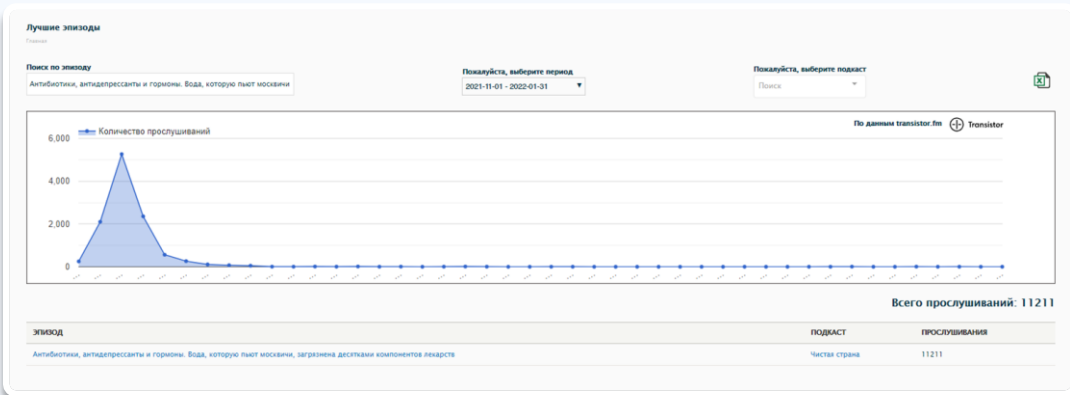 Лучшие эпизоды
Главная
Поиск по эпизоду
Пожалуйста, выберите период
Пожалуйста, выберите подкаст
Антибиотики, антидепрессанты и гормоны. Вода, которую пьют москвичи
2021-11-01 - 2022-01-31
Поиск
Количество прослушиваний
По данным transistor.fm Transistor
6,000
4,000
2,000
0
Всего прослушиваний: 11211
ЭПИЗОД ПОДКАСТ ПРОСЛУШИВАНИЯ
Антибиотики, антидепрессанты и гормоны. Вода, которую пьют москвичи, загрязнена десятками компонентов лекарств Чистая страна 11211